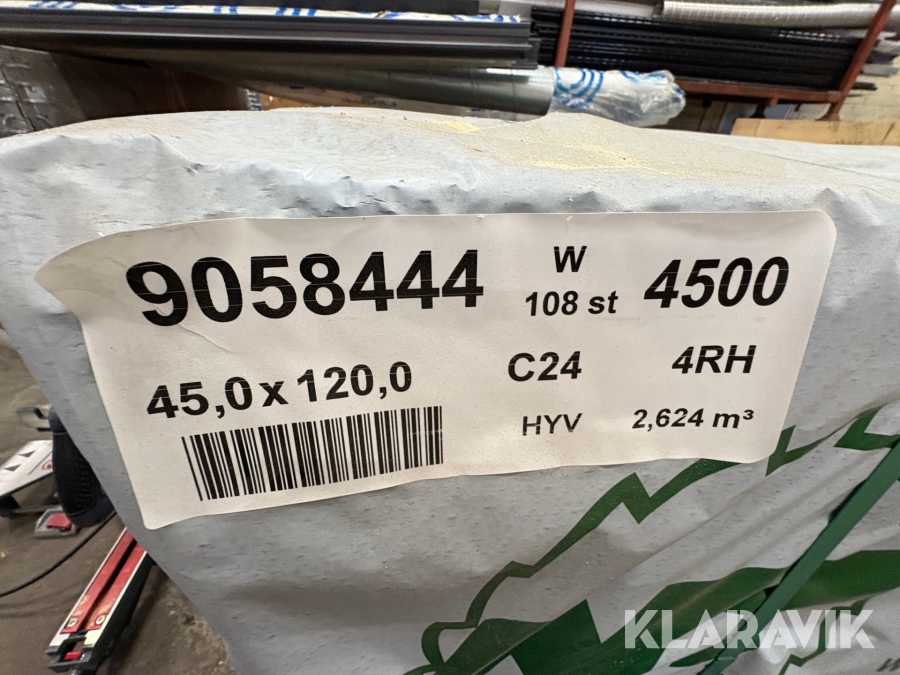 9058444
W
108 st
4500
45,0 x 120,0
C24
4RH
HYV
2,624 m³
KLARAVIK